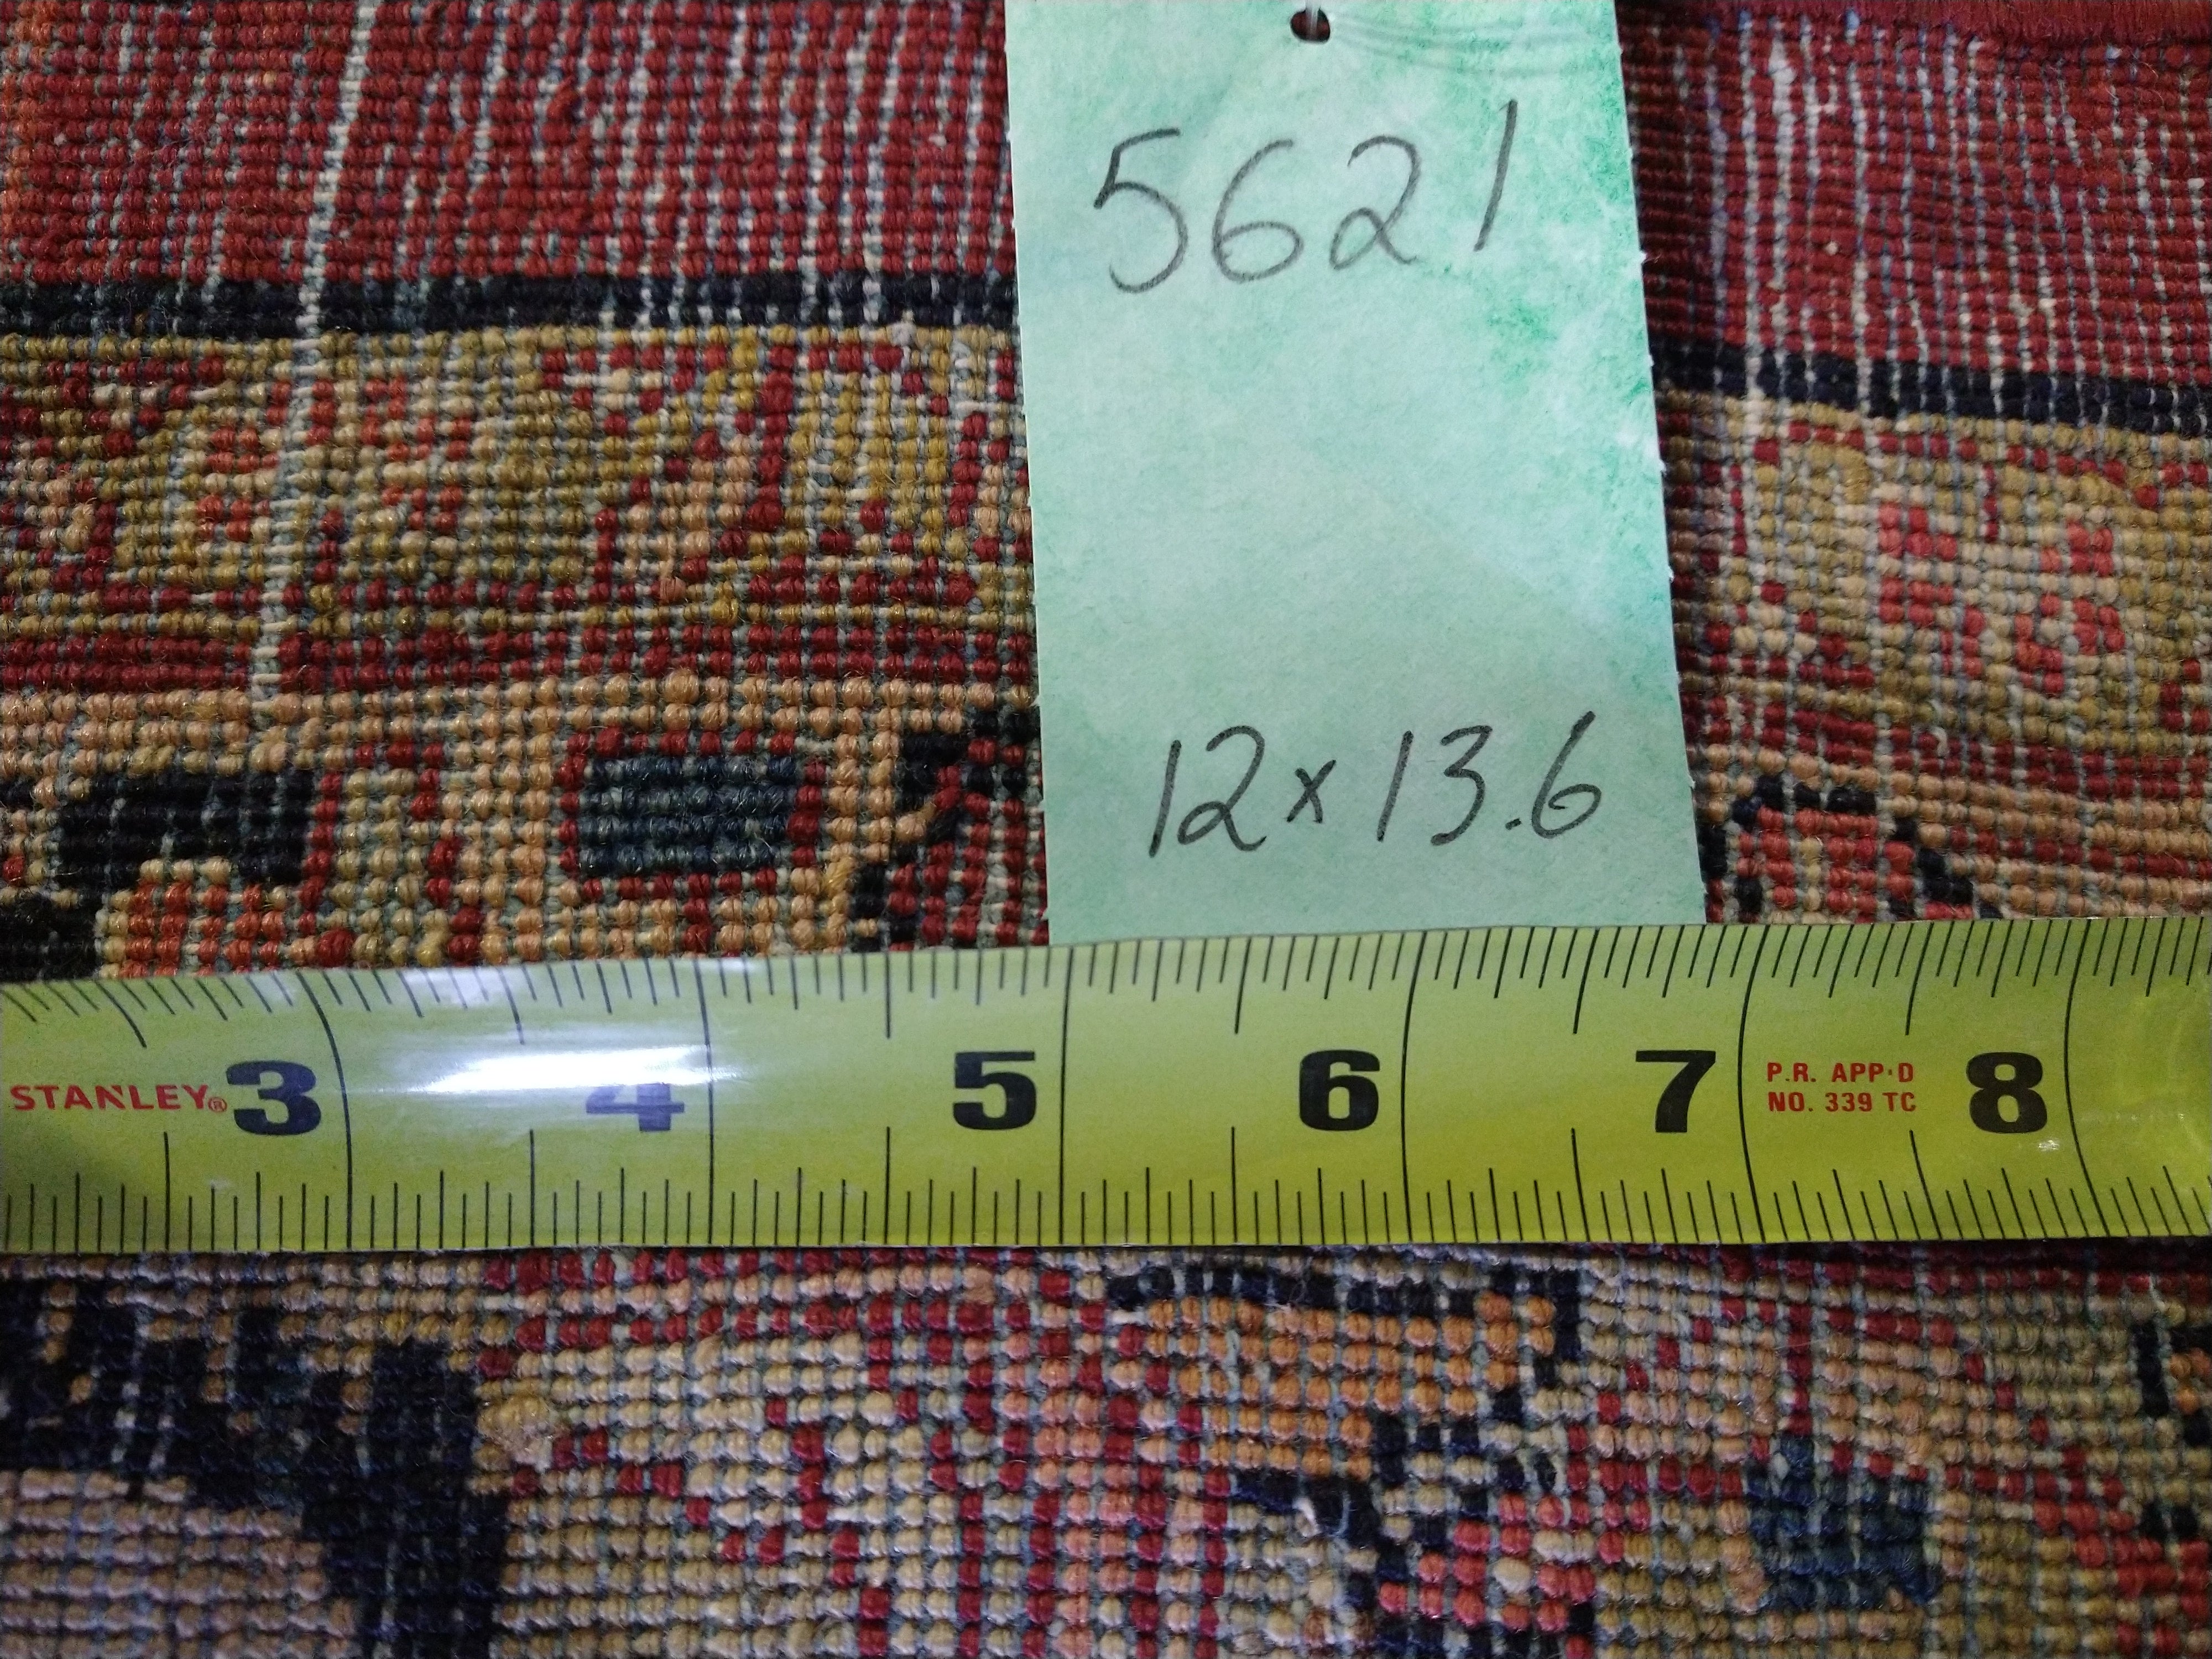 5621
12x13.6
STANLEY® 3 4 5 6 7 P.R. APP'D 8
NO. 339 TC